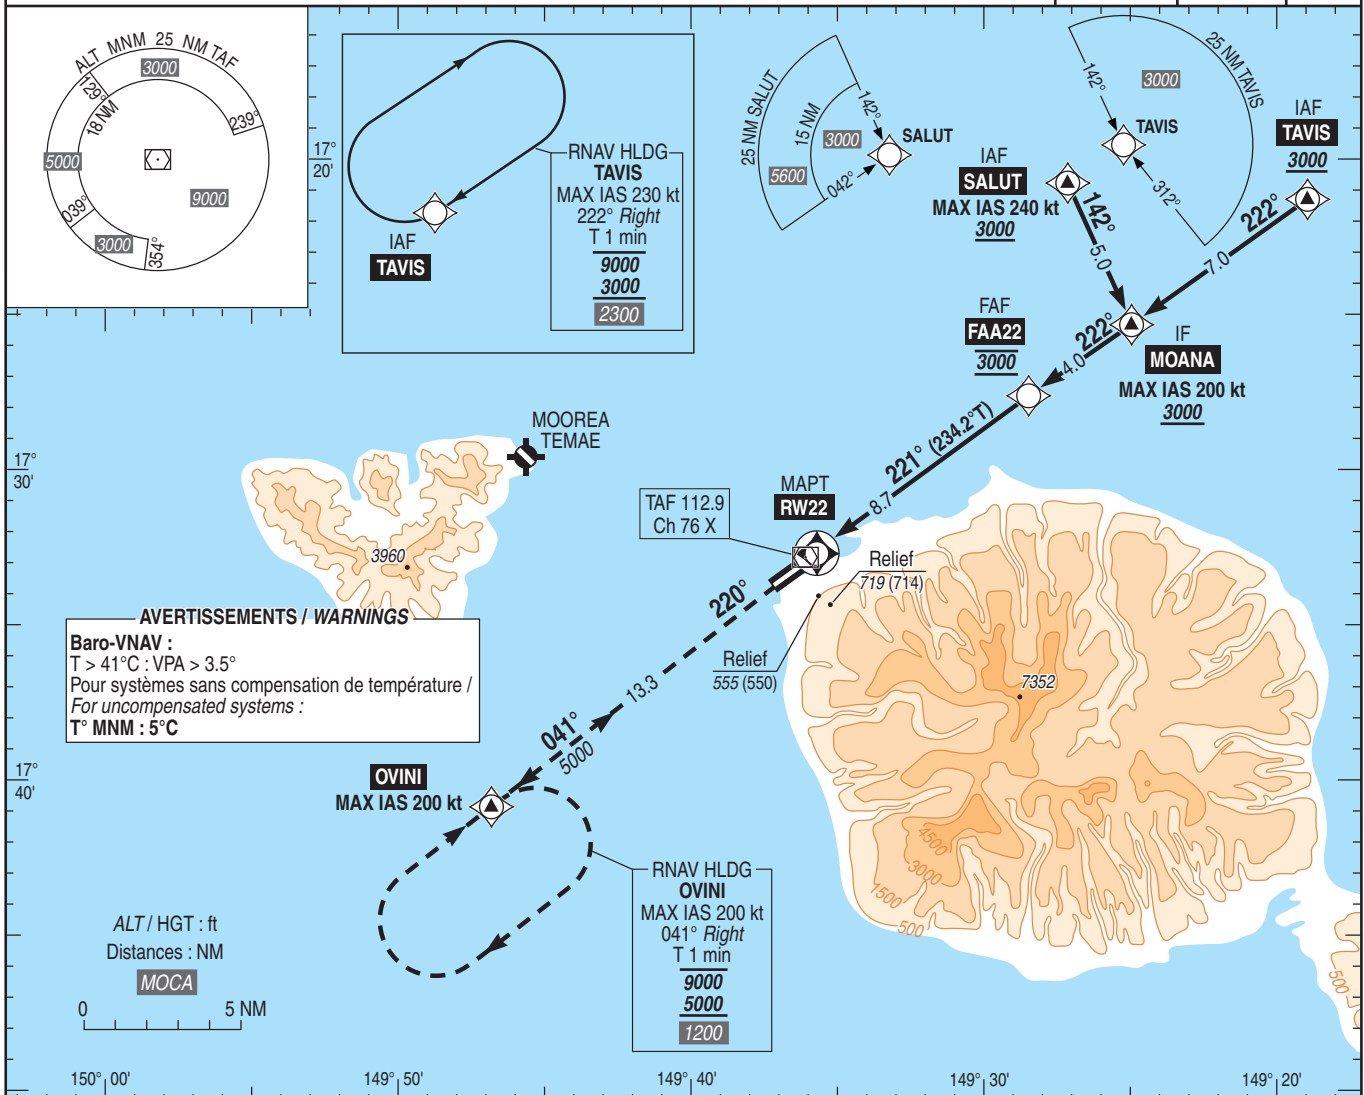 ALT MNM 25 NM TAF
3000
129°
18 NM
239°
5000
9000
039°
3000
354°
17°
20'
RNAV HLDG
TAVIS
MAX IAS 230 kt
222° Right
T 1 min
9000
3000
2300
IAF
TAVIS
25 NM SALUT
15 NM
142°
3000
5600
042°
SALUT
25 NM TAVIS
142°
3000
TAVIS
312°
IAF
TAVIS
3000
IAF
SALUT
MAX IAS 240 kt
3000
142°
5.0
222°
7.0
FAF
FAA22
3000
222°
4.0
IF
MOANA
MAX IAS 200 kt
3000
221° (234.2°T)
8.7
MOOREA
TEMAE
17°
30'
MAPT
RW22
TAF 112.9
Ch 76 X
Relief
719 (714)
3960
220°
Relief
555 (550)
AVERTISSEMENTS / WARNINGS
Baro-VNAV :
T > 41°C : VPA > 3.5°
Pour systèmes sans compensation de température /
For uncompensated systems :
T° MNM : 5°C
13.3
7352
041°
5000
OVINI
MAX IAS 200 kt
17°
40'
4500
3000
1500
500
RNAV HLDG
OVINI
MAX IAS 200 kt
041° Right
T 1 min
9000
5000
1200
ALT / HGT : ft
Distances : NM
MOCA
0 5 NM
500
150° 00' 149° 50' 149° 40' 149° 30' 149° 20'